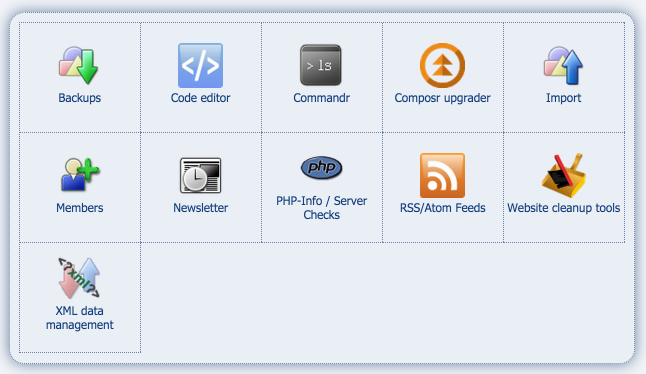 </>
> ls
Backups
Code editor
Commandr
Composr upgrader
Import
php
Members
Newsletter
PHP-Info / Server
Checks
RSS/Atom Feeds
Website cleanup tools
<?xml?>
XML data
management